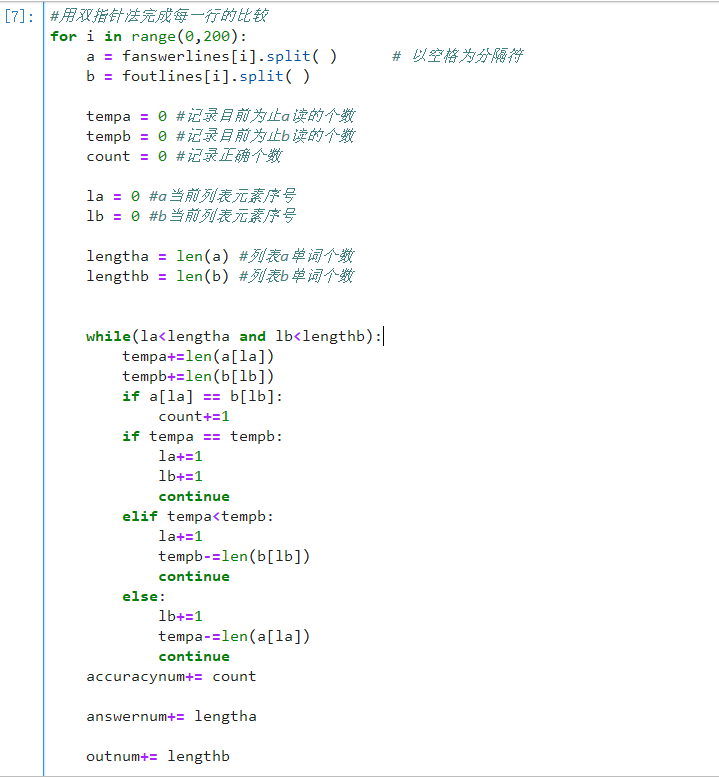 [7]: #用双指针法完成每一行的比较
for i in range(0,200):
    a = fanswerlines[i].split( )      # 以空格为分隔符
    b = foutlines[i].split( )
    tempa = 0 #记录目前为止a读的个数
    tempb = 0 #记录目前为止b读的个数
    count = 0 #记录正确个数
    la = 0 #a当前列表元素序号
    lb = 0 #b当前列表元素序号
    lengtha = len(a) #列表a单词个数
    lengthb = len(b) #列表b单词个数
    while(la<lengtha and lb<lengthb):
        tempa+=len(a[la])
        tempb+=len(b[lb])
        if a[la] == b[lb]:
            count+=1
        if tempa == tempb:
            la+=1
            lb+=1
            continue
        elif tempa<tempb:
            la+=1
            tempb-=len(b[lb])
            continue
        else:
            lb+=1
            tempa-=len(a[la])
            continue
    accuracynum+= count
    answernum+= lengtha
    outnum+= lengthb